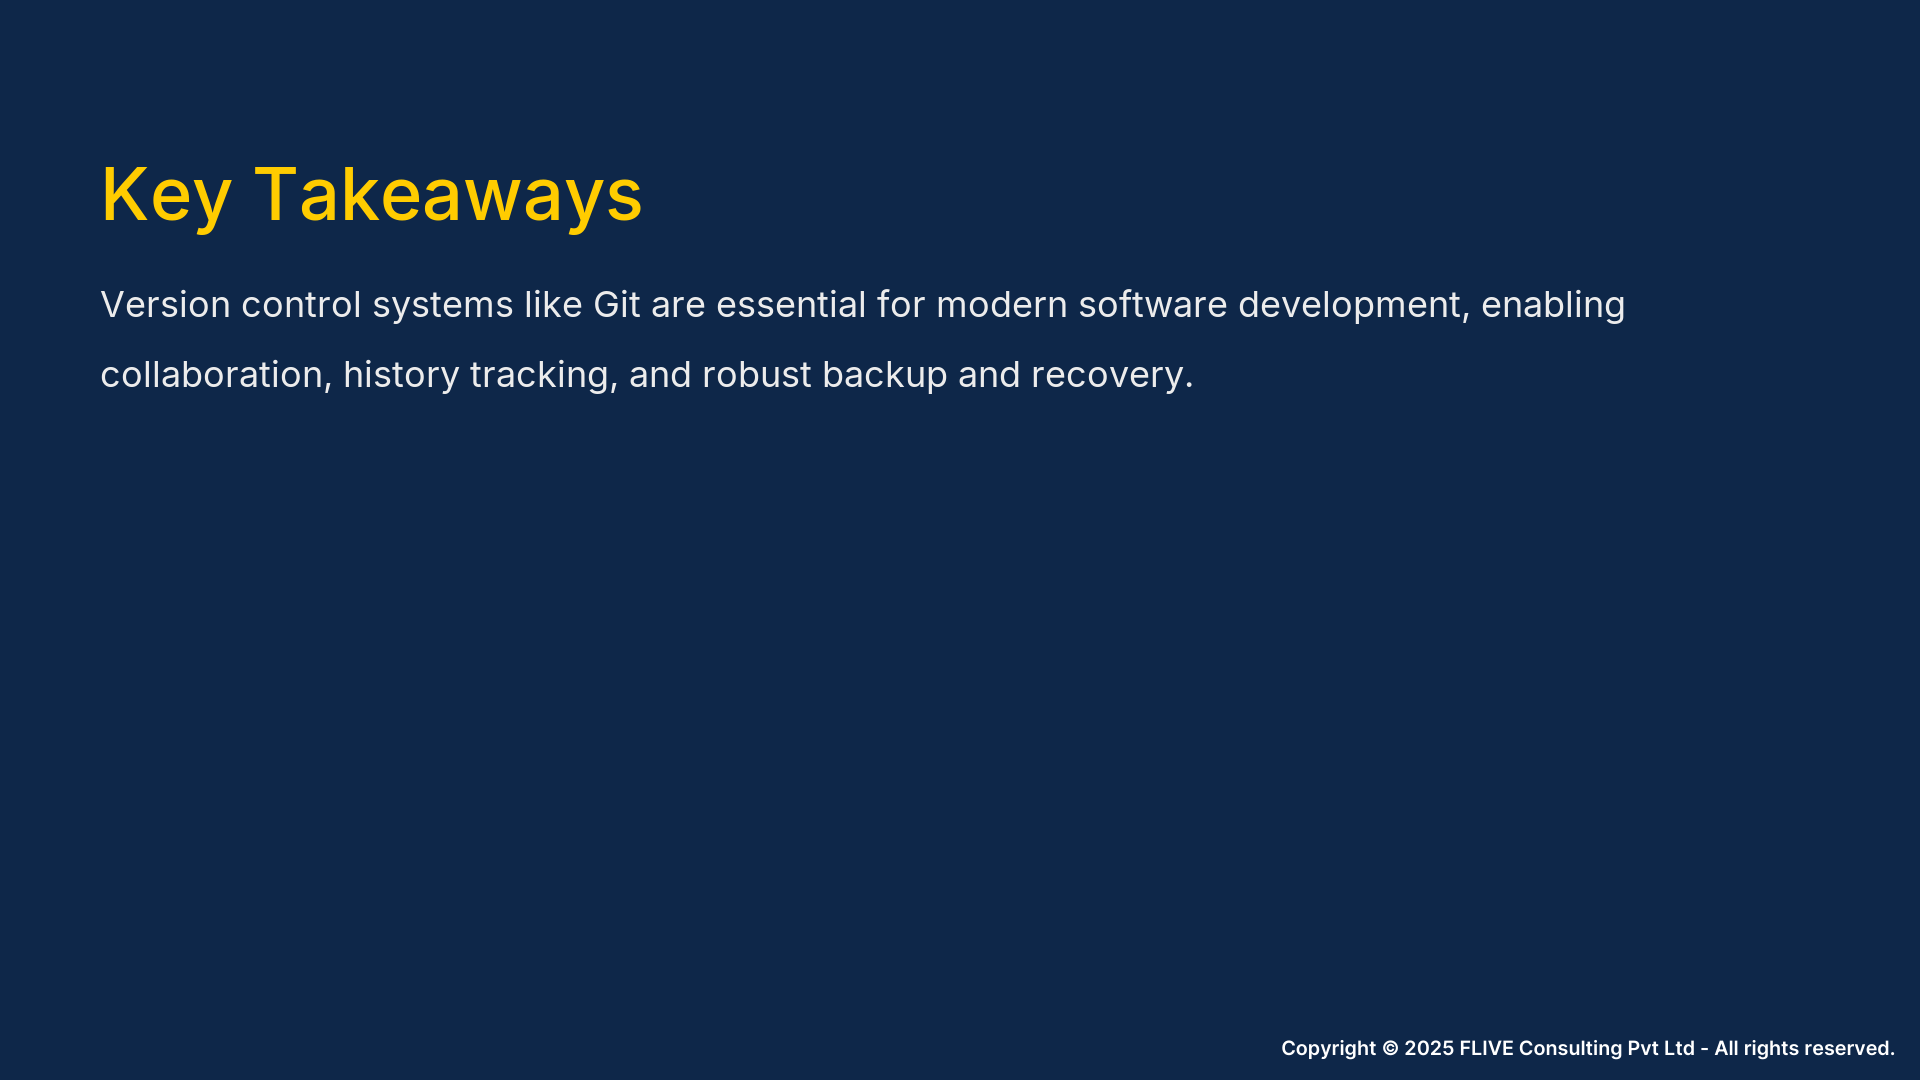 Key Takeaways
Version control systems like Git are essential for modern software development, enabling
collaboration, history tracking, and robust backup and recovery.
Copyright © 2025 FLIVE Consulting Pvt Ltd - All rights reserved.